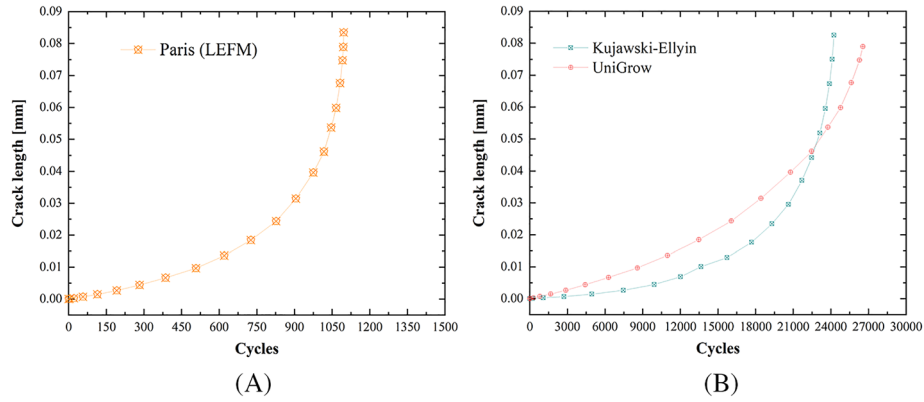 Paris (LEFM)
Crack length [mm]
0.09
0.08
0.07
0.06
0.05
0.04
0.03
0.02
0.01
0.00
0 150 300 450 600 750 900 1050 1200 1350 1500
Cycles
(A)
Kujawski-Ellyin
UniGrow
Crack length [mm]
0.09
0.08
0.07
0.06
0.05
0.04
0.03
0.02
0.01
0.00
0 3000 6000 9000 12000 15000 18000 21000 24000 27000 30000
Cycles
(B)